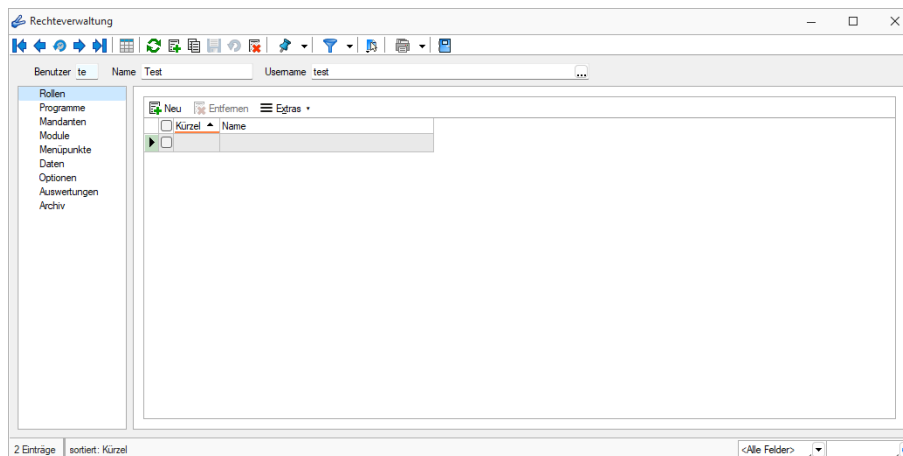 Rechteverwaltung
Benutzer te Name Test Username test ...
Rollen
Programme
Mandanten
Module
Menüpunkte
Daten
Optionen
Auswertungen
Archiv
Neu Entfernen Extras
Kürzel Name
2 Einträge sortiert: Kürzel <Alle Felder>